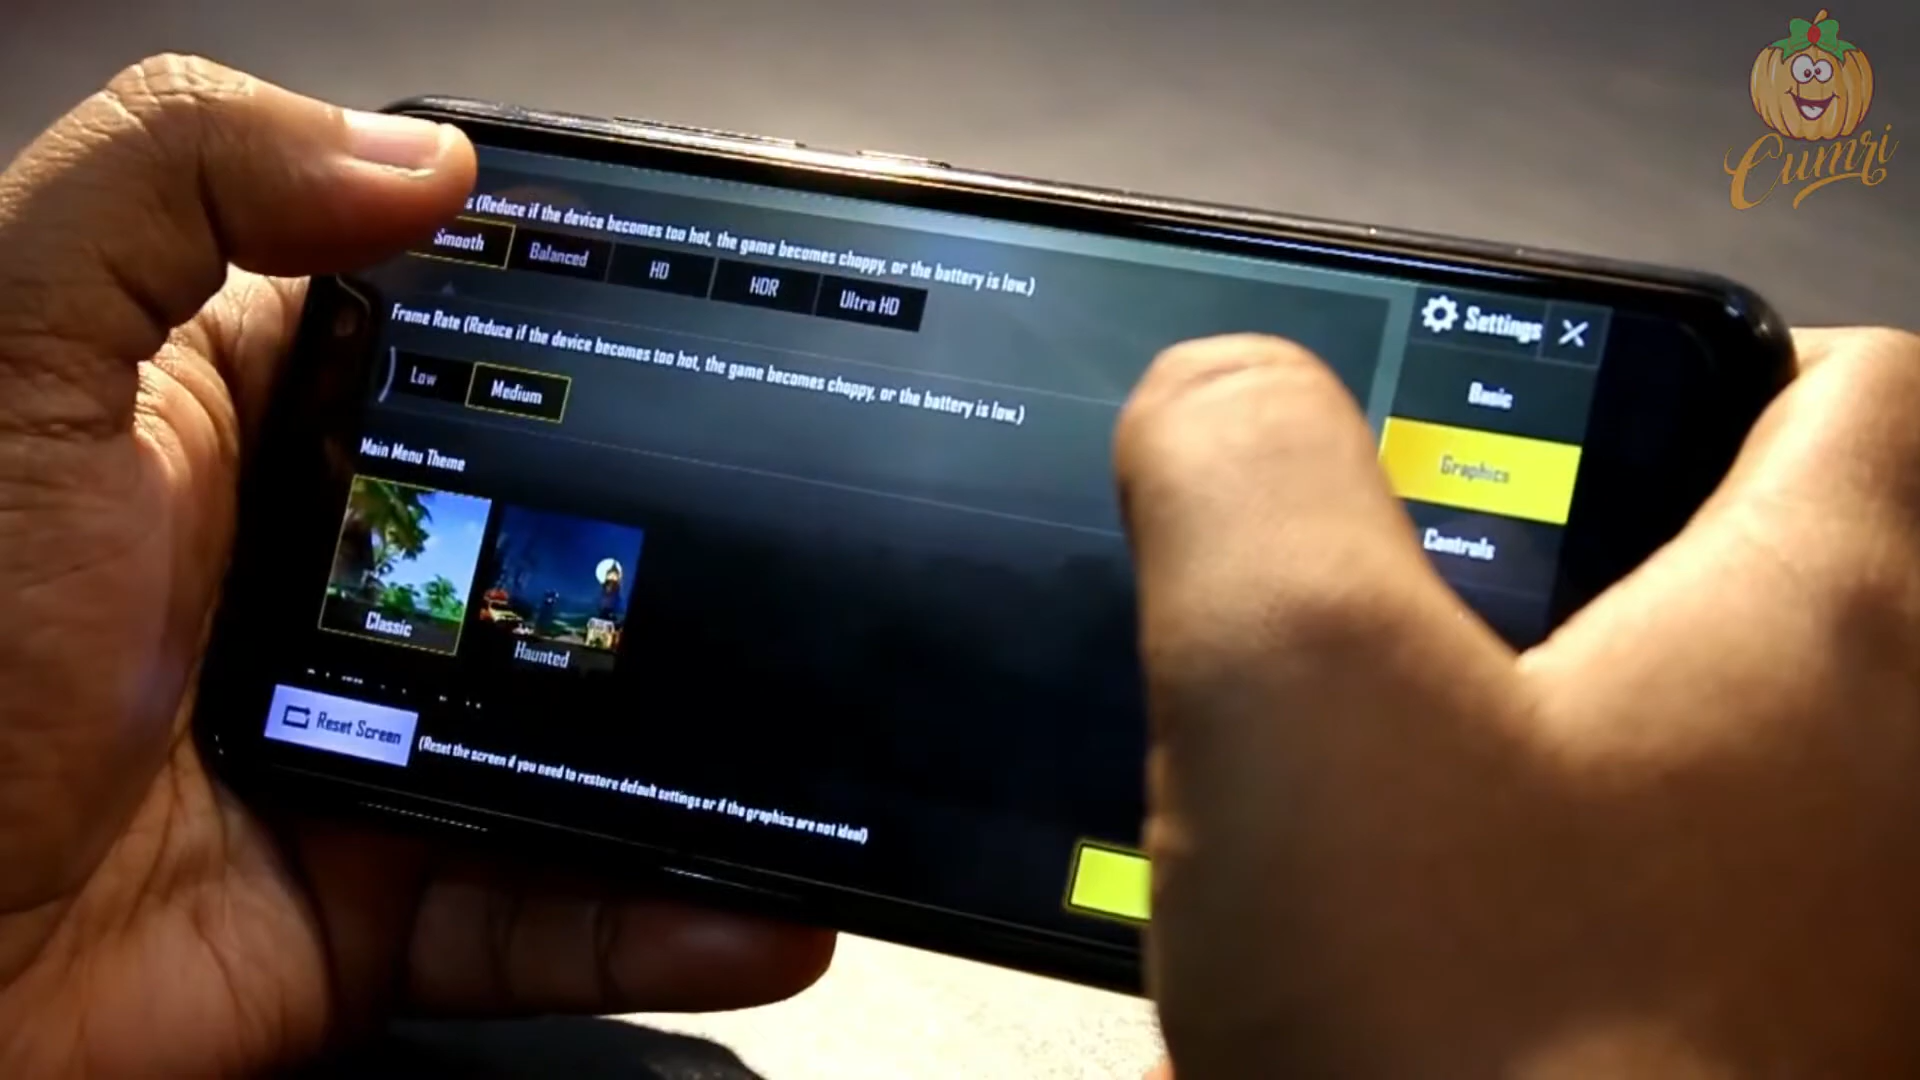 (Reduce if the device becomes too hot, the game becomes choppy, or the battery is low.)
Smooth
Balanced
HD
HDR
Ultra HD
Frame Rate (Reduce if the device becomes too hot, the game becomes choppy, or the battery is low.)
Low
Medium
Main Menu Theme
Classic
Haunted
Reset Screen
(Reset the screen if you need to restore default settings or if the graphics are not ideal)
Settings X
Basic
Graphics
Controls
Cumri